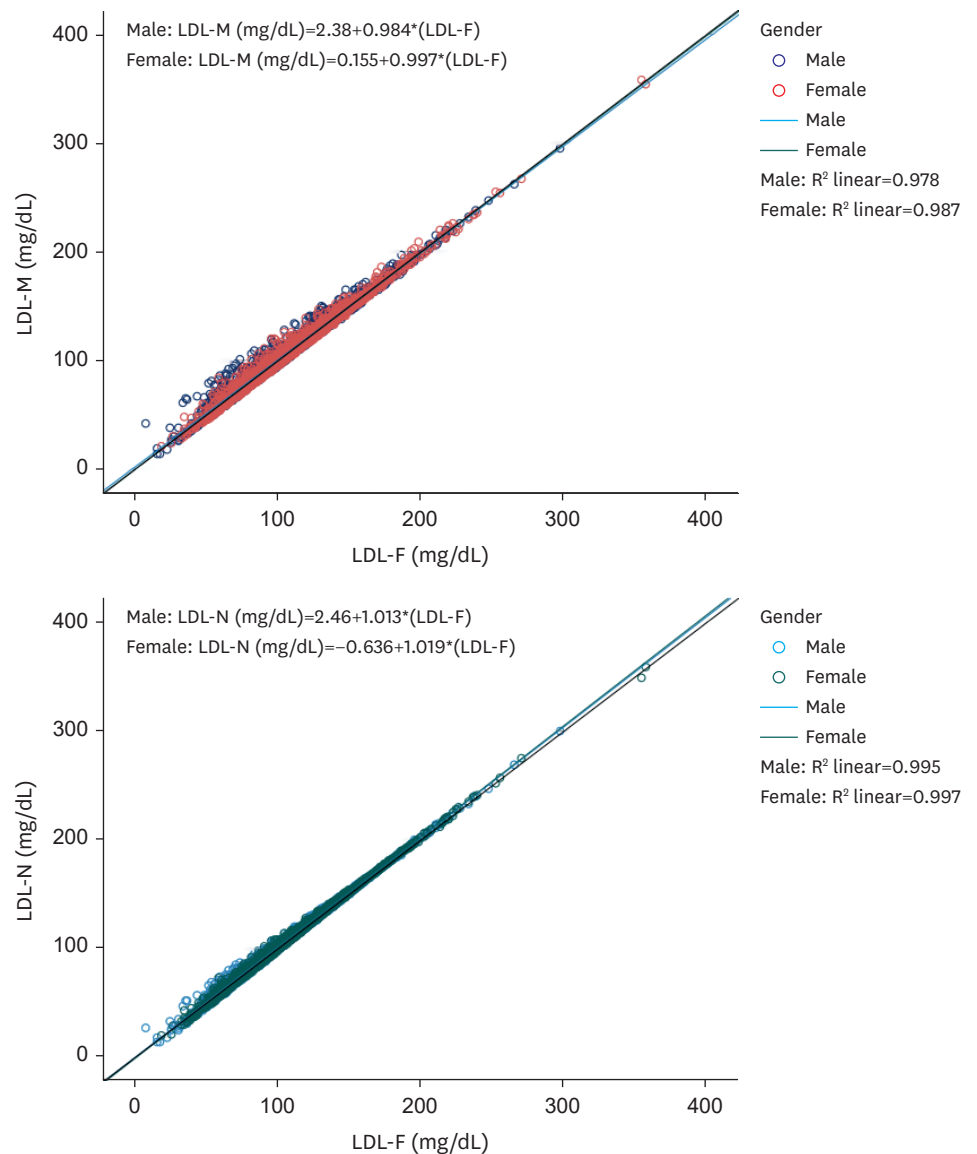 Male: LDL-M (mg/dL)=2.38+0.984*(LDL-F)
Female: LDL-M (mg/dL)=0.155+0.997*(LDL-F)
400
300
200
100
0
LDL-M (mg/dL)
0 100 200 300 400
LDL-F (mg/dL)
Gender
Male
Female
Male
Female
Male: R² linear=0.978
Female: R² linear=0.987
Male: LDL-N (mg/dL)=2.46+1.013*(LDL-F)
Female: LDL-N (mg/dL)=−0.636+1.019*(LDL-F)
400
300
200
100
0
LDL-N (mg/dL)
0 100 200 300 400
LDL-F (mg/dL)
Gender
Male
Female
Male
Female
Male: R² linear=0.995
Female: R² linear=0.997